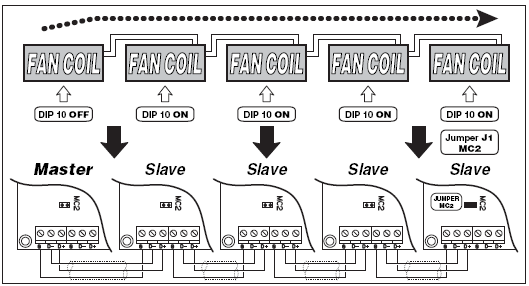 FAN COIL FAN COIL FAN COIL FAN COIL FAN COIL
DIP 10 OFF DIP 10 ON DIP 10 ON DIP 10 ON DIP 10 ON
Jumper J1
MC2
Master Slave Slave Slave Slave
MC2 MC2 MC2 MC2 JUMPER MC2 MC2
B D- D+ B D- D+ B D- D+ B D- D+ B D- D+